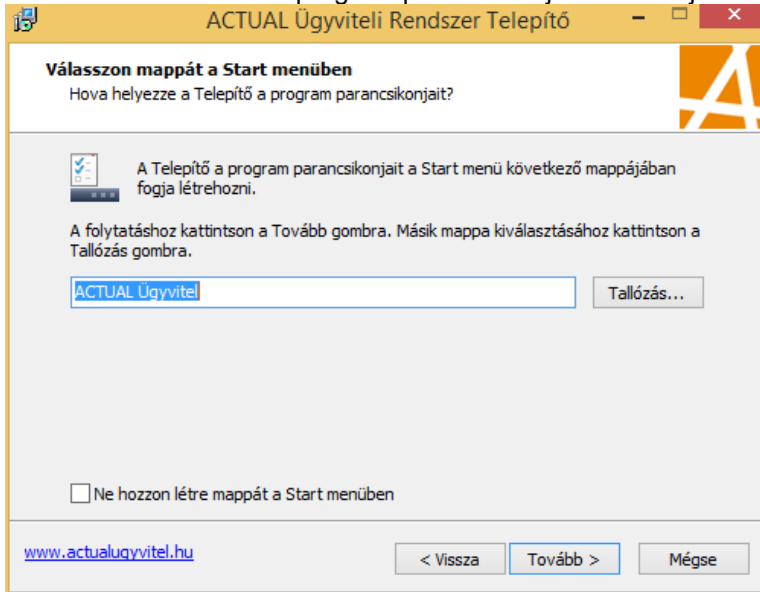 ACTUAL Ügyviteli Rendszer Telepítő
Válasszon mappát a Start menüben
Hova helyezze a Telepítő a program parancsikonjait?
A Telepítő a program parancsikonjait a Start menü következő mappájában
fogja létrehozni.
A folytatáshoz kattintson a Tovább gombra. Másik mappa kiválasztásához kattintson a
Tallózás gombra.
ACTUAL Ügyvitel
Tallózás...
Ne hozzon létre mappát a Start menüben
www.actualugyvitel.hu
< Vissza
Tovább >
Mégse